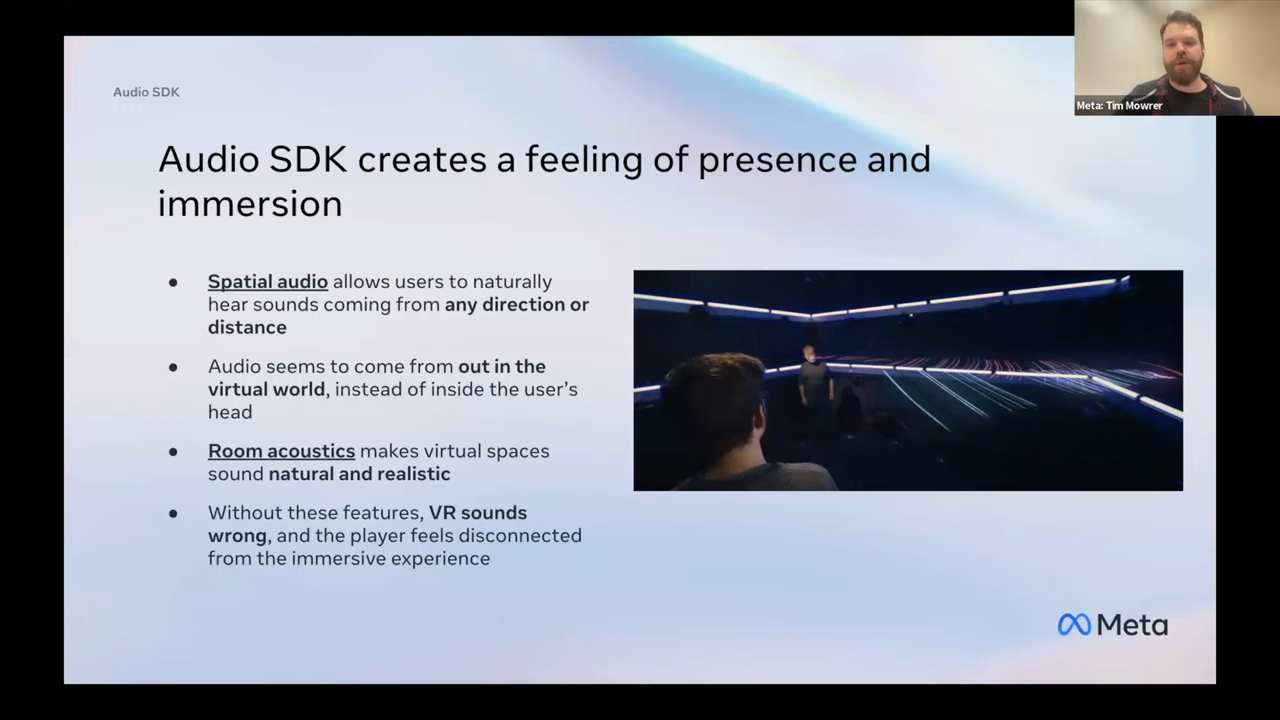 Meta: Tim Mowrer
Audio SDK
Audio SDK creates a feeling of presence and
immersion
● Spatial audio allows users to naturally
hear sounds coming from any direction or
distance
● Audio seems to come from out in the
virtual world, instead of inside the user’s
head
● Room acoustics makes virtual spaces
sound natural and realistic
● Without these features, VR sounds
wrong, and the player feels disconnected
from the immersive experience
Meta